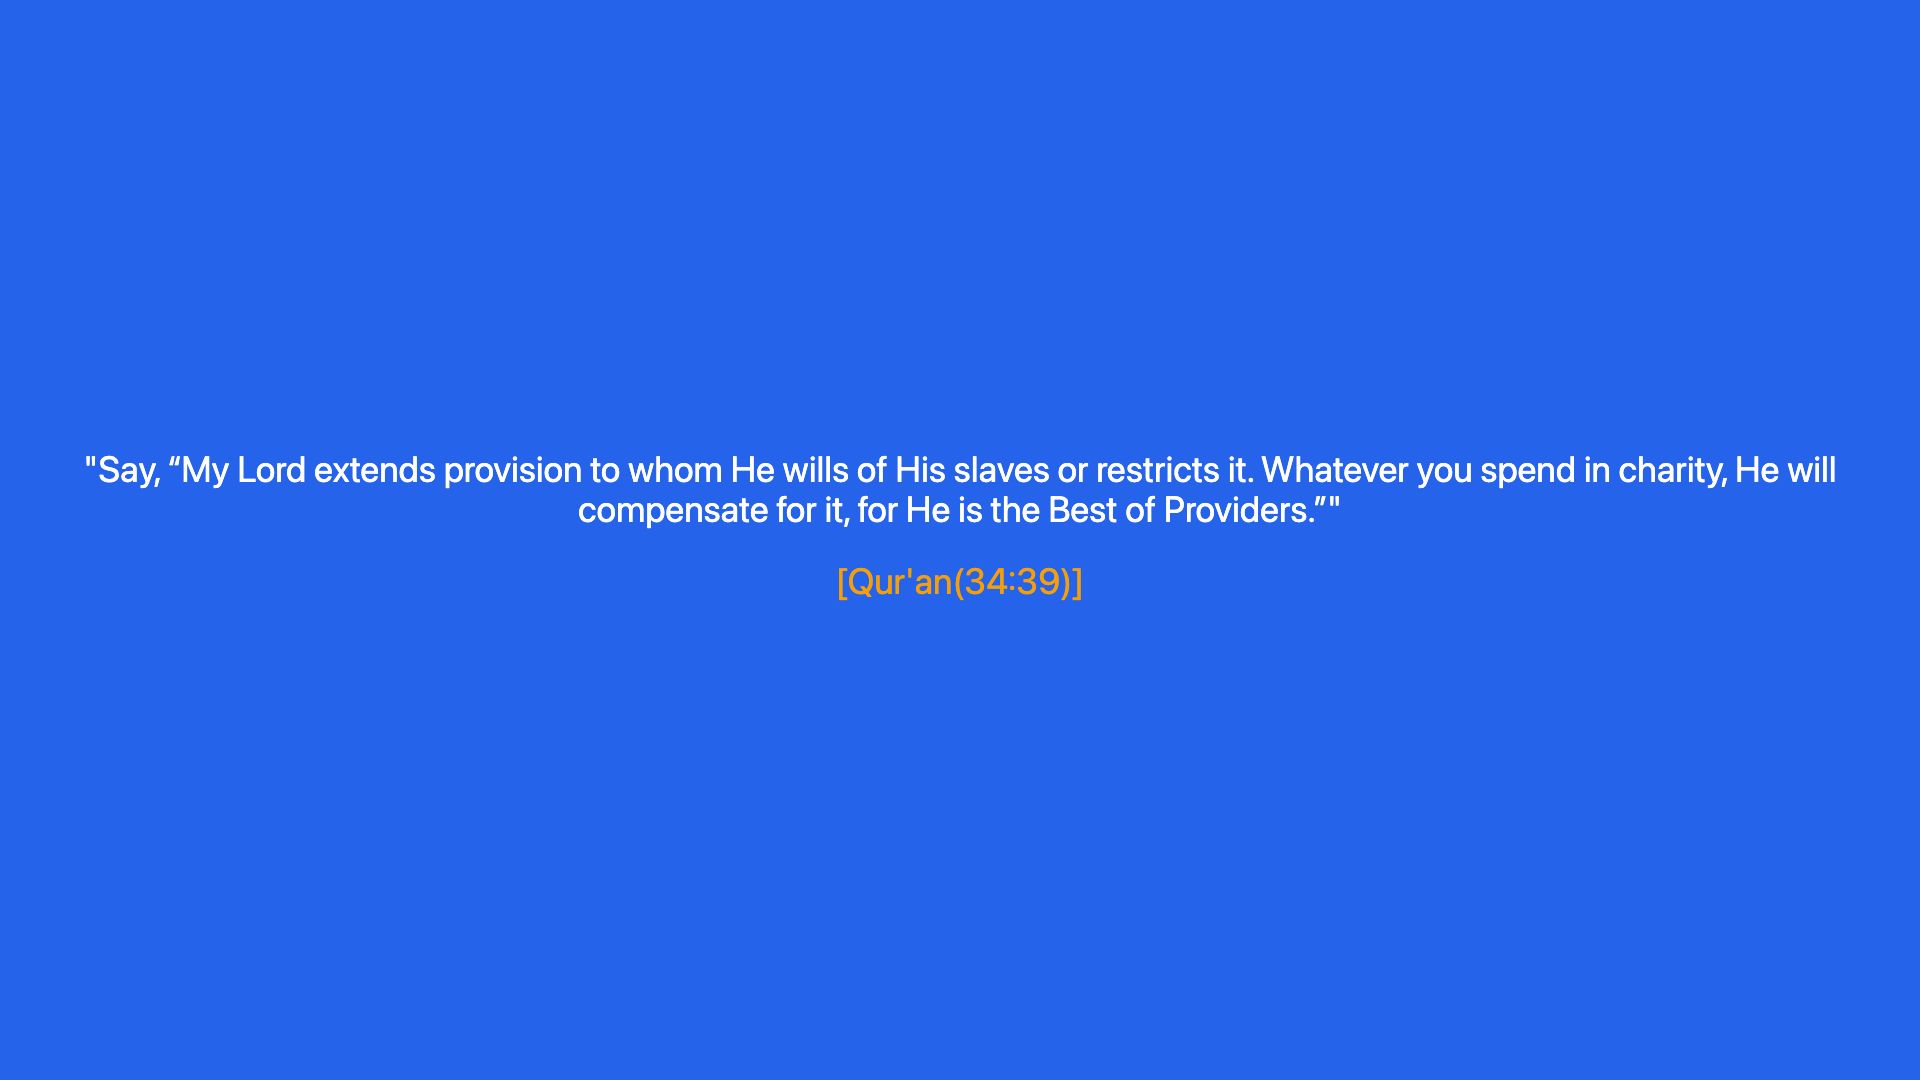 "Say, “My Lord extends provision to whom He wills of His slaves or restricts it. Whatever you spend in charity, He will
compensate for it, for He is the Best of Providers.”"
[Qur'an(34:39)]